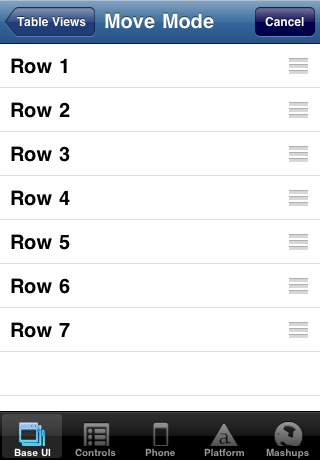 Table Views Move Mode Cancel
Row 1
Row 2
Row 3
Row 4
Row 5
Row 6
Row 7
Base UI Controls Phone Platform Mashups